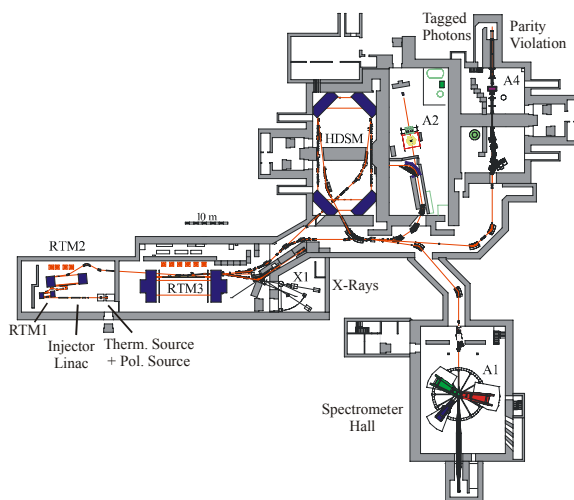 Tagged
Photons
Parity
Violation
A4
A2
HDSM
10 m
RTM2
RTM3
X1
X-Rays
RTM1
Injector
Linac
Therm. Source
+ Pol. Source
A1
Spectrometer
Hall